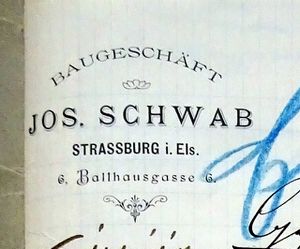 BAUGESCHÄFT
JOS. SCHWAB
STRASSBURG i. Els.
6, Ballhausgasse 6.